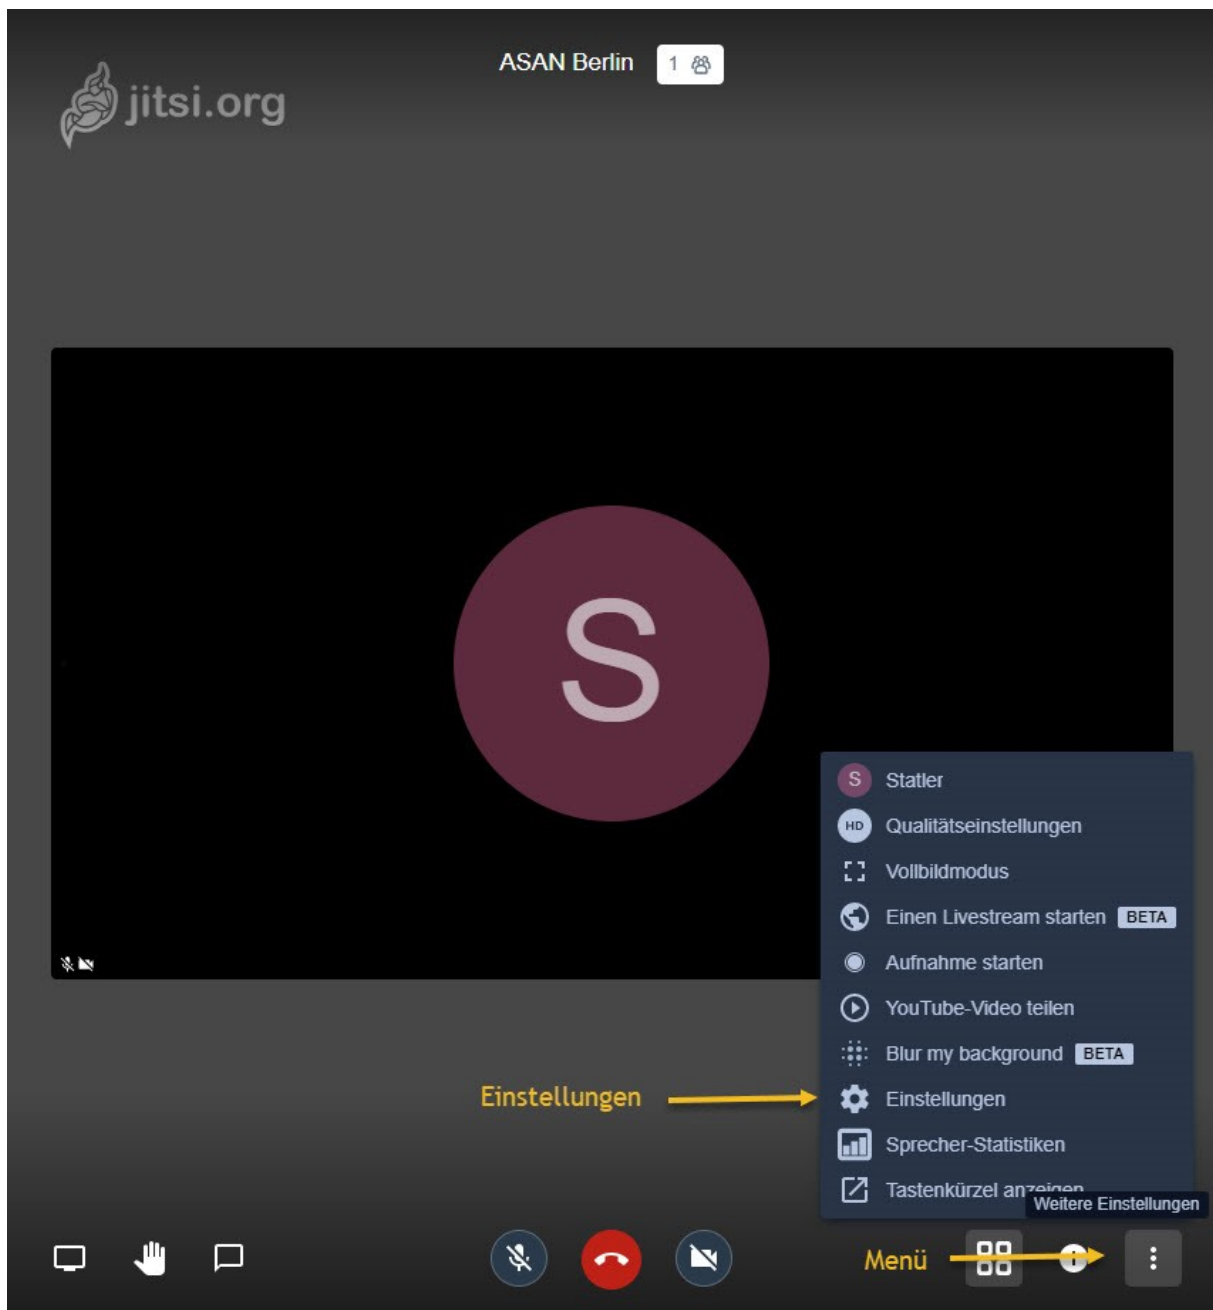 ASAN Berlin 1
jitsi.org
S
S Statler
HD Qualitätseinstellungen
Vollbildmodus
Einen Livestream starten BETA
Aufnahme starten
YouTube-Video teilen
Blur my background BETA
Einstellungen
Einstellungen
Sprecher-Statistiken
Tastenkürzel anzeigen
Weitere Einstellungen
Menü